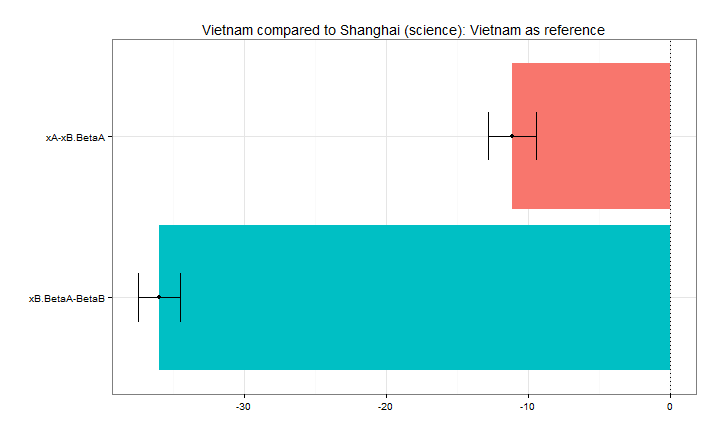 Vietnam compared to Shanghai (science): Vietnam as reference
xA-xB.BetaA
xB.BetaA-BetaB
-30
-20
-10
-0